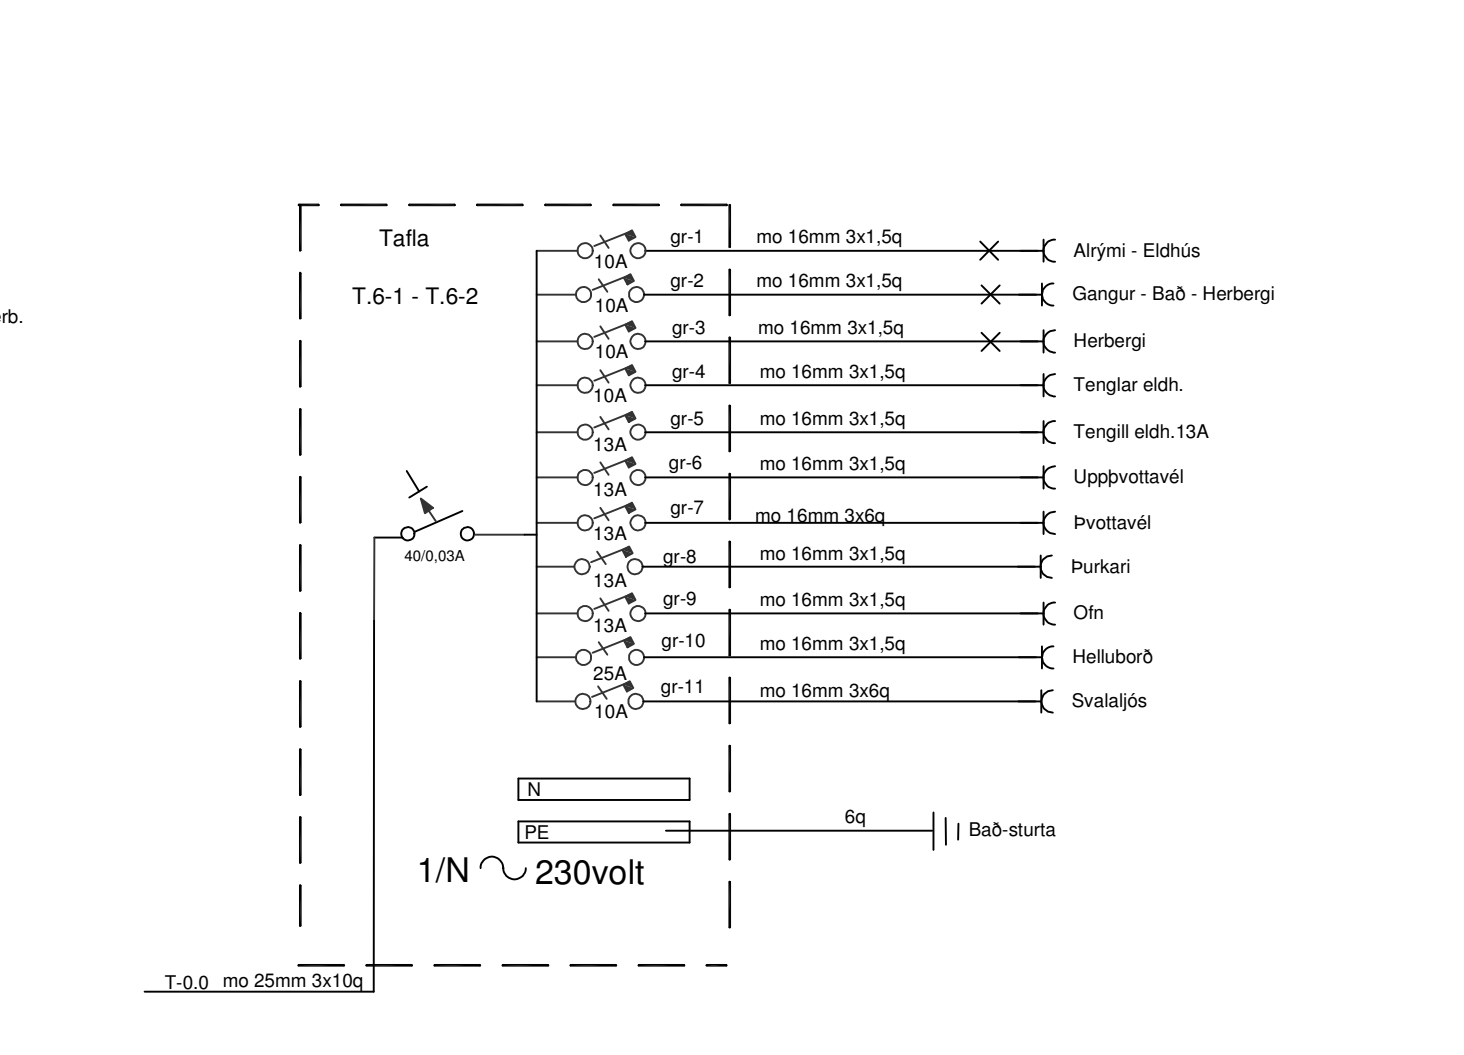 erb.
Tafla
T.6-1 - T.6-2
gr-1 mo 16mm 3x1,5q Alrými - Eldhús
10A
gr-2 mo 16mm 3x1,5q Gangur - Bað - Herbergi
10A
gr-3 mo 16mm 3x1,5q Herbergi
10A
gr-4 mo 16mm 3x1,5q Tenglar eldh.
10A
gr-5 mo 16mm 3x1,5q Tengill eldh.13A
13A
gr-6 mo 16mm 3x1,5q Uppþvottavél
13A
gr-7 mo 16mm 3x6q Þvottavél
13A
40/0,03A
gr-8 mo 16mm 3x1,5q Þurkari
13A
gr-9 mo 16mm 3x1,5q Ofn
13A
gr-10 mo 16mm 3x1,5q Helluborð
25A
gr-11 mo 16mm 3x6q Svalaljós
10A
N
PE 6q Bað-sturta
1/N 230volt
T-0.0 mo 25mm 3x10q